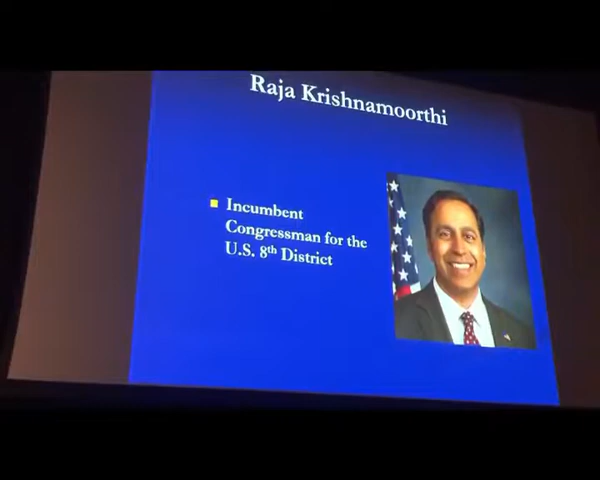 Raja Krishnamoorthi
Incumbent
Congressman for the
U.S. 8th District